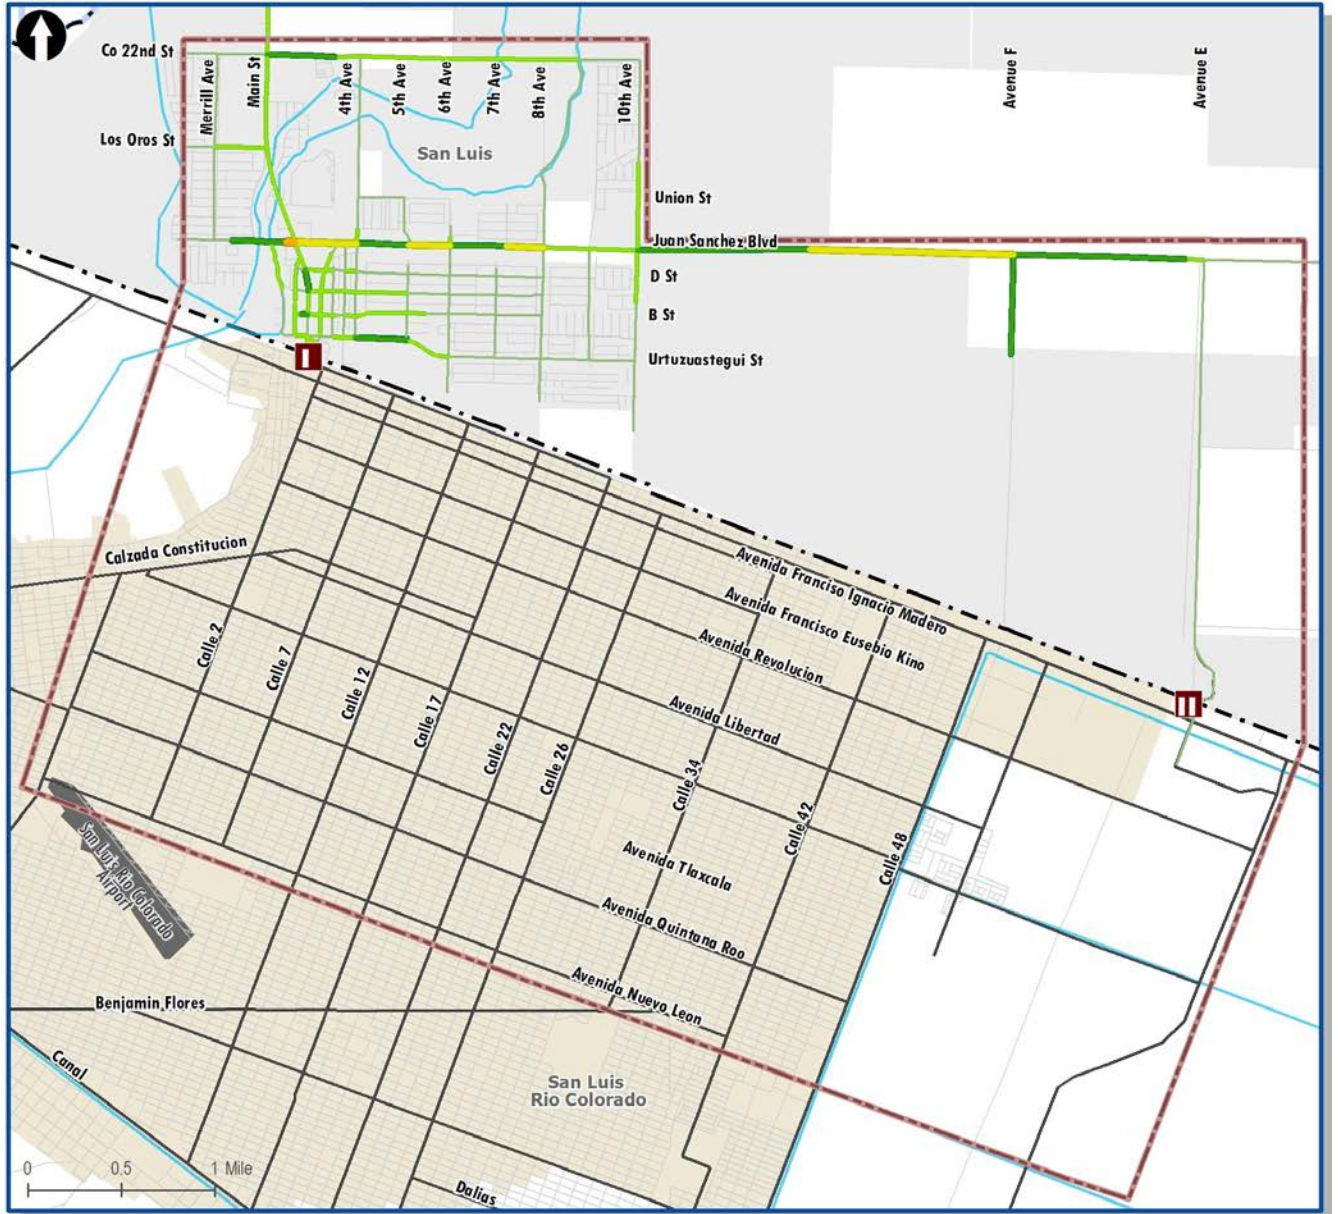 Co 22nd St
Merrill Ave
Main St
4th Ave
5th Ave
6th Ave
7th Ave
8th Ave
10th Ave
Avenue F
Avenue E
Los Oros St
San Luis
Union St
Juan Sanchez Blvd
D St
B St
Urtuzuastegui St
I
II
Calzada Constitucion
Avenida Franciso Ignacio Madero
Avenida Francisco Eusebio Kino
Avenida Revolucion
Avenida Libertad
Calle 2
Calle 7
Calle 12
Calle 17
Calle 22
Calle 26
Calle 34
Calle 42
Calle 48
San Luis Rio Colorado
Airport
Avenida Tlaxcala
Avenida Quintana Roo
Avenida Nuevo Leon
Benjamin Flores
Canal
San Luis
Rio Colorado
Dalias
0 0.5 1 Mile